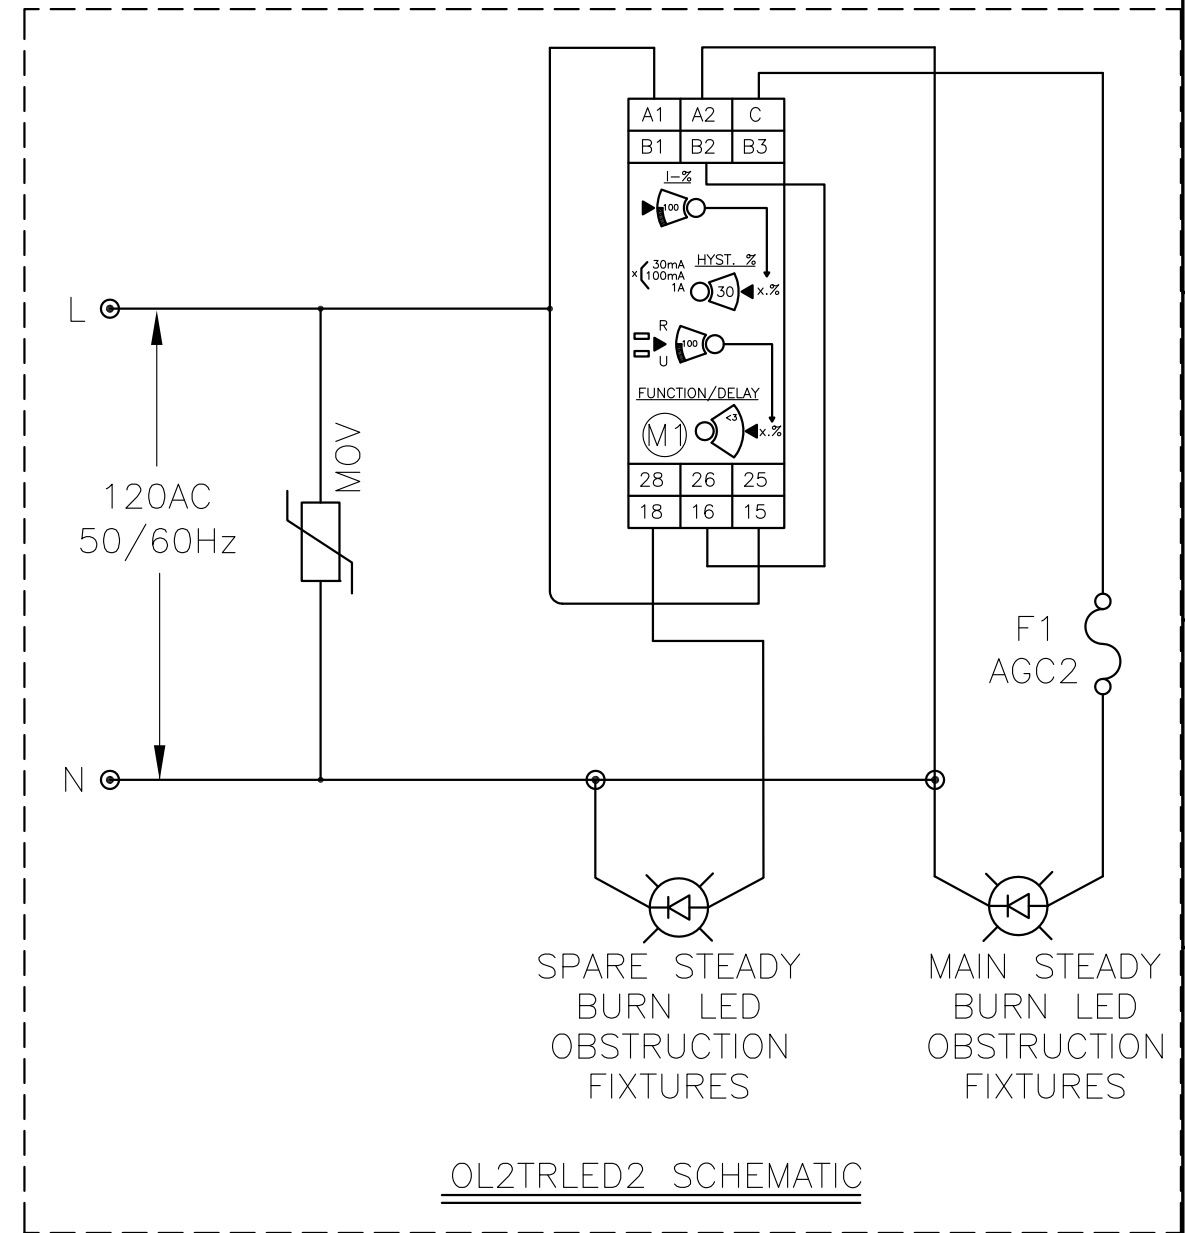 A1 A2 C
B1 B2 B3
I-%
100
30mA
x 100mA
1A
HYST. %
30 x.%
R
100
U
FUNCTION/DELAY
<3
M1 x.%
28 26 25
18 16 15
L
MOV
120AC
50/60Hz
F1
AGC2
N
SPARE STEADY
BURN LED
OBSTRUCTION
FIXTURES
MAIN STEADY
BURN LED
OBSTRUCTION
FIXTURES
OL2TRLED2 SCHEMATIC